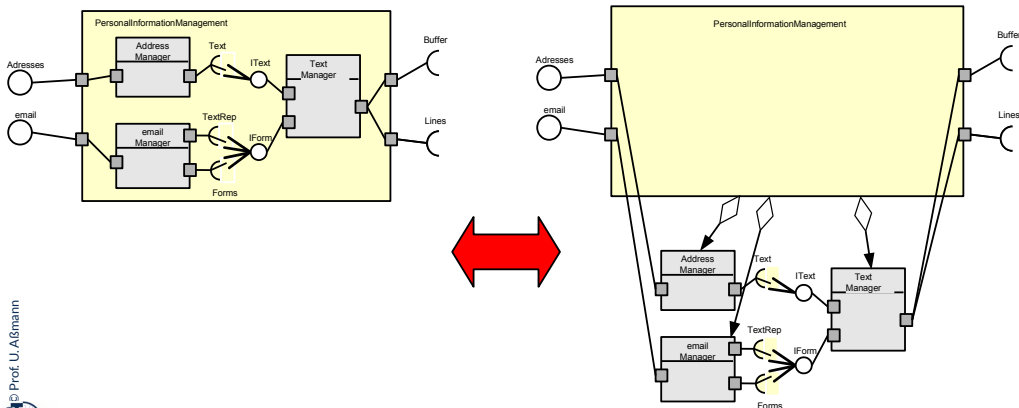 PersonalInformationManagement
Address
Manager
Text
IText
Text
Manager
Buffer
Adresses
email
TextRep
email
Manager
IForm
Lines
Forms
PersonalInformationManagement
Buffer
Adresses
email
Lines
Address
Manager
Text
IText
Text
Manager
TextRep
email
Manager
IForm
Forms
© Prof. U. Aßmann